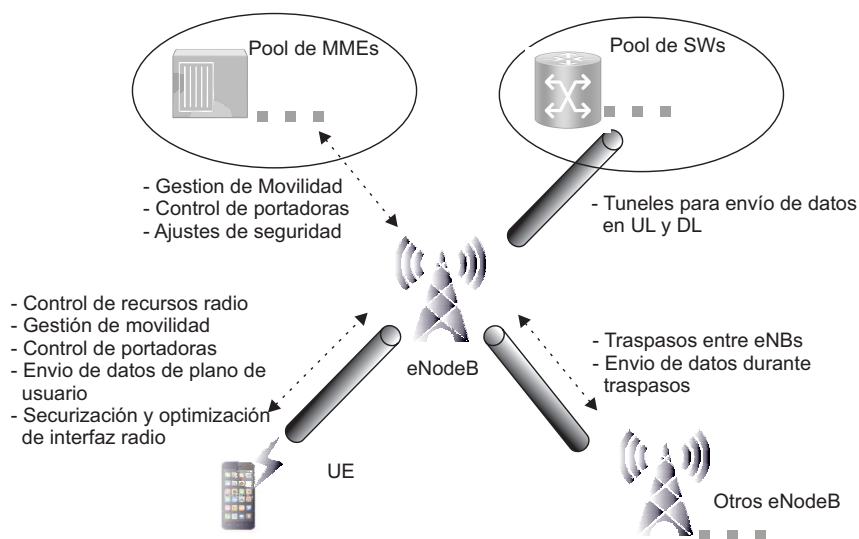 Pool de MMEs
Pool de SWs
- Gestion de Movilidad
- Control de portadoras
- Ajustes de seguridad
- Tuneles para envío de datos
en UL y DL
- Control de recursos radio
- Gestión de movilidad
- Control de portadoras
- Envio de datos de plano de
usuario
- Securización y optimización
de interfaz radio
eNodeB
- Traspasos entre eNBs
- Envio de datos durante
traspasos
UE
Otros eNodeB